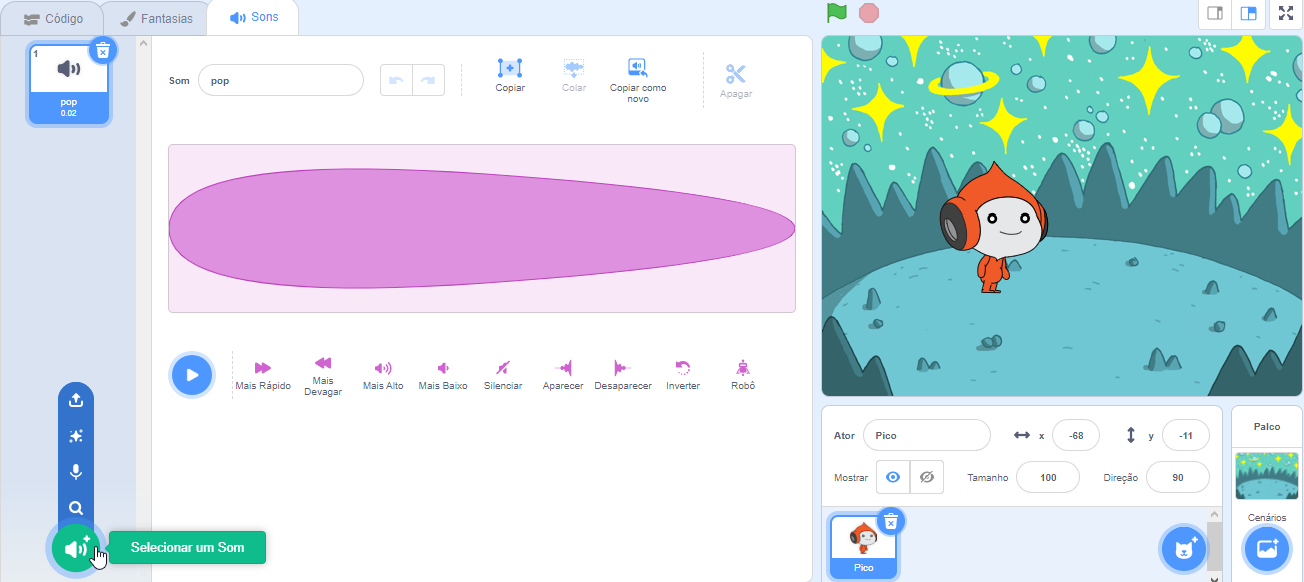 Código
Fantasias
Sons
1
pop
0.02
Som
pop
Copiar
Colar
Copiar como
novo
Apagar
Mais Rápido
Mais
Devagar
Mais Alto
Mais Baixo
Silenciar
Aparecer
Desaparecer
Inverter
Robô
Selecionar um Som
Ator
Pico
x
-68
y
-11
Mostrar
Tamanho
100
Direção
90
Pico
Palco
Cenários